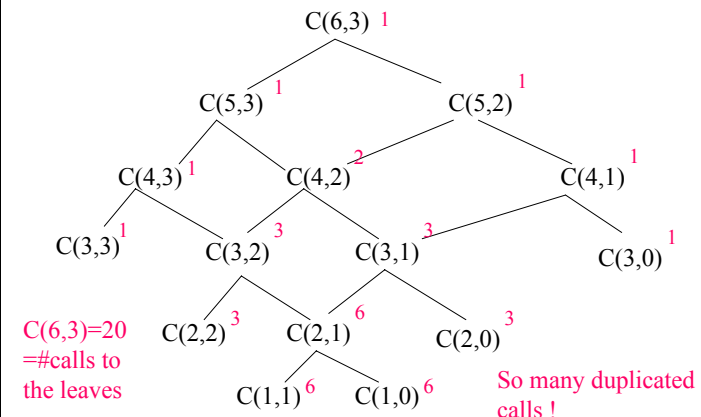 C(6,3) 1
C(5,3) 1 C(5,2) 1
C(4,3) 1 C(4,2) 2 C(4,1) 1
C(3,3) 1 C(3,2) 3 C(3,1) 3 C(3,0) 1
C(6,3)=20
=#calls to
the leaves
C(2,2) 3 C(2,1) 6 C(2,0) 3
C(1,1) 6 C(1,0) 6
So many duplicated
calls !